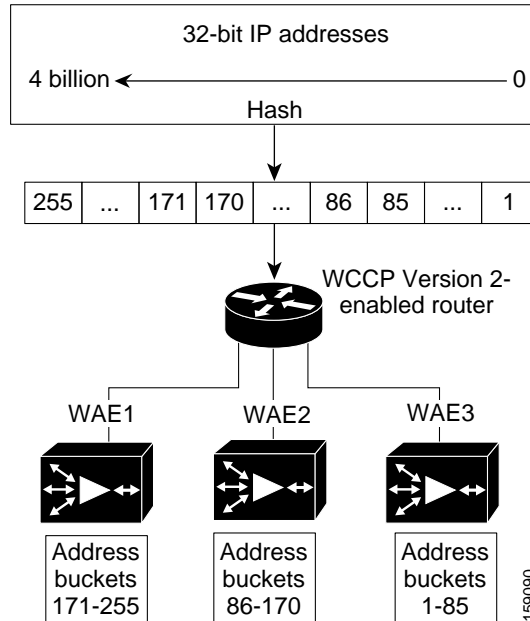 32-bit IP addresses
4 billion 0
Hash
255 ... 171 170 ... 86 85 ... 1
WCCP Version 2-
enabled router
WAE1 WAE2 WAE3
Address Address Address
buckets buckets buckets
171-255 86-170 1-85
159090